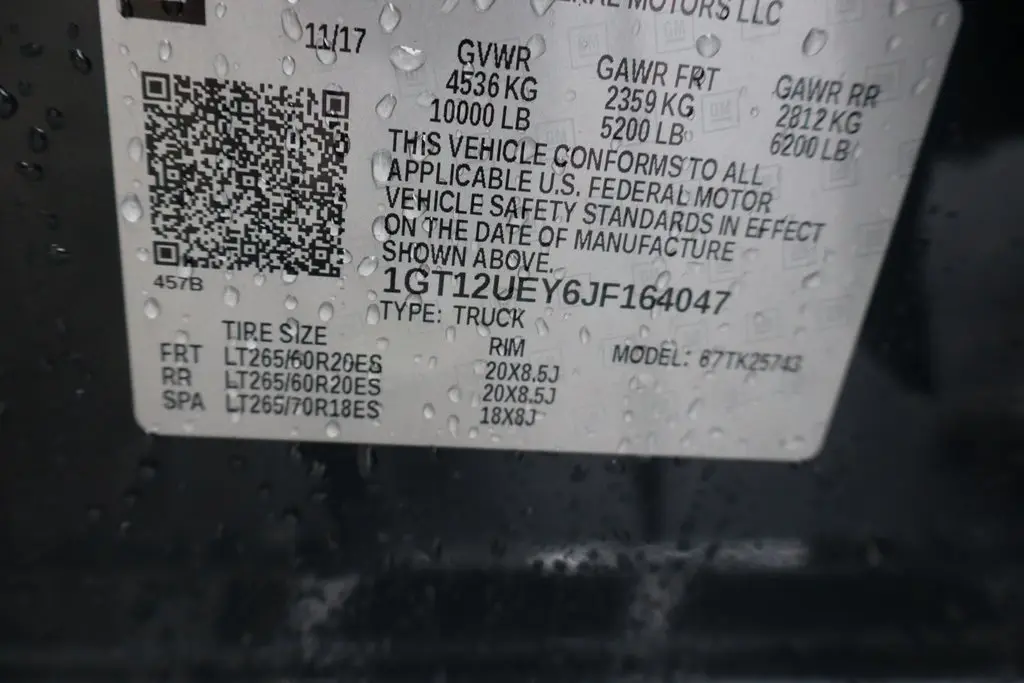 MOTORS LLC
11/17
GVWR GAWR FRT GAWR RR
4536 KG 2359 KG 2812 KG
10000 LB 5200 LB 6200 LB
THIS VEHICLE CONFORMS TO ALL
APPLICABLE U.S. FEDERAL MOTOR
VEHICLE SAFETY STANDARDS IN EFFECT
ON THE DATE OF MANUFACTURE
SHOWN ABOVE.
457B
1GT12UEY6JF164047
TYPE: TRUCK
TIRE SIZE RIM MODEL:
FRT LT265/60R20ES 20X8.5J
RR LT265/60R20ES 20X8.5J
SPA LT265/70R18ES 18X8J